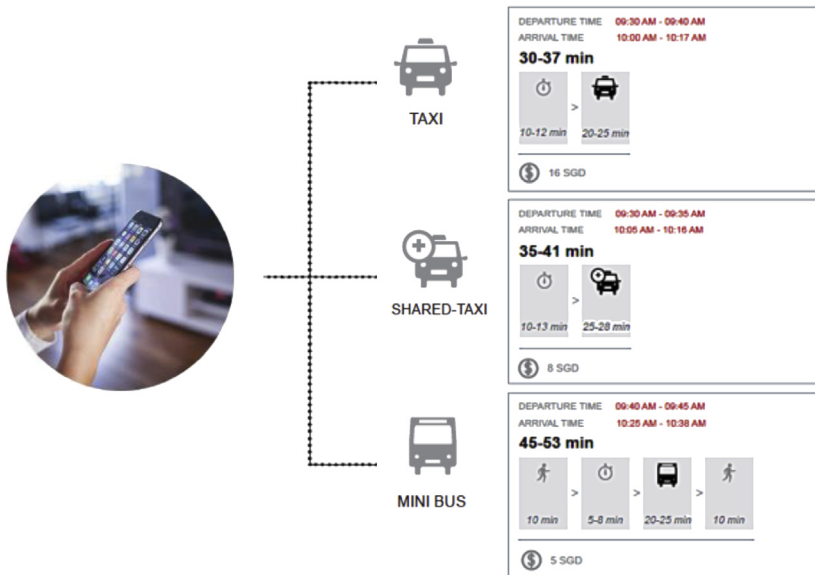 TAXI
DEPARTURE TIME 09:30 AM - 09:40 AM
ARRIVAL TIME 10:00 AM - 10:17 AM
30-37 min
>
10-12 min 20-25 min
16 SGD
SHARED-TAXI
DEPARTURE TIME 09:30 AM - 09:35 AM
ARRIVAL TIME 10:05 AM - 10:16 AM
35-41 min
>
10-13 min 25-28 min
8 SGD
MINI BUS
DEPARTURE TIME 09:40 AM - 09:45 AM
ARRIVAL TIME 10:25 AM - 10:38 AM
45-53 min
> > >
10 min 5-8 min 20-25 min 10 min
5 SGD